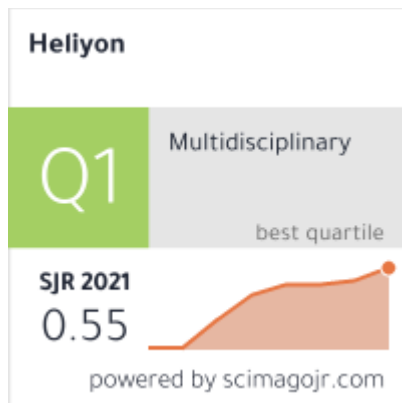 Heliyon
Q1
Multidisciplinary
best quartile
SJR 2021
0.55
powered by scimagojr.com